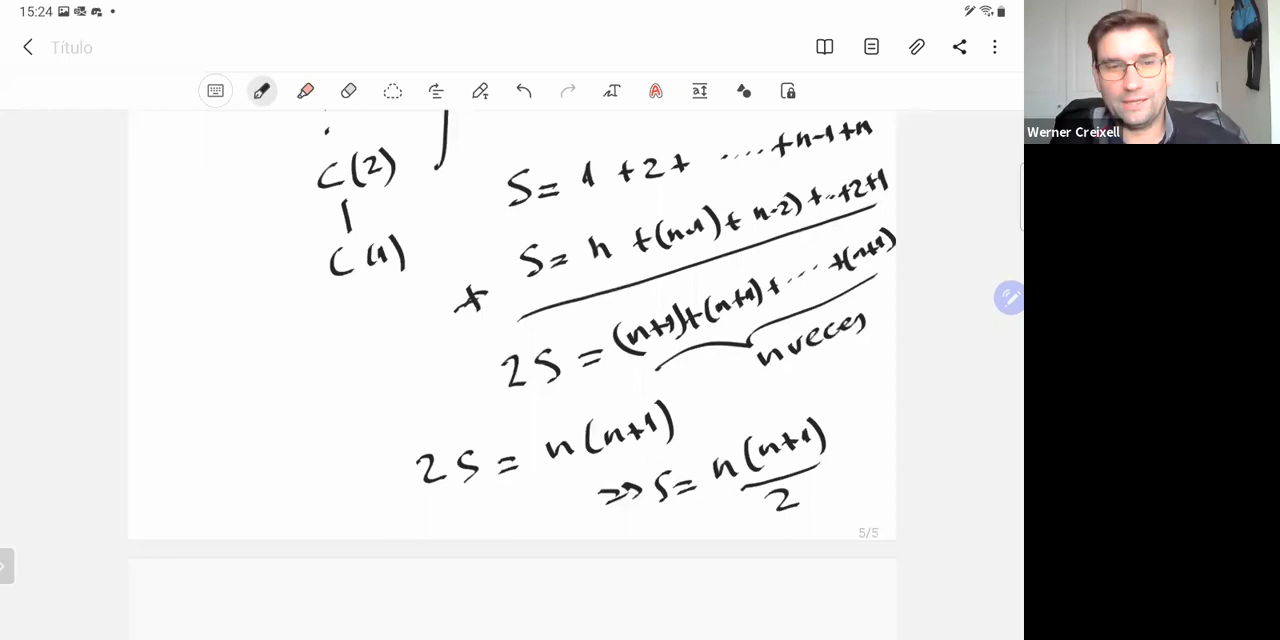 15:24
Título
C(2)
C(1)
S= 1 +2+ ....+n-1+n
S= n +(n-1)+ n-2)+...+2+1
+
2S = (n+1)+(n+1)+ .... +(n+1)
n veces
2S = n(n+1)
=> S= n(n+1)
2
5/5
Werner Creixell